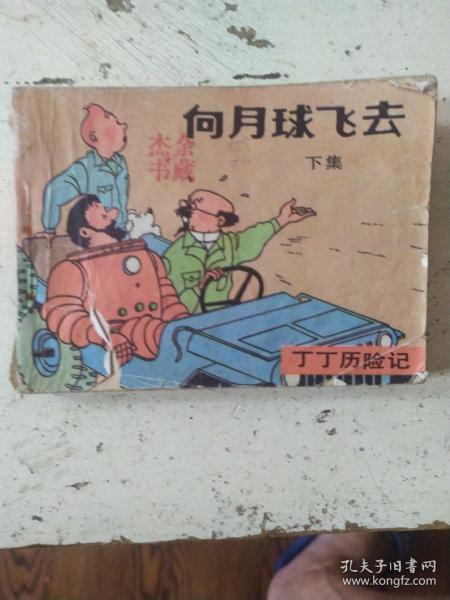 向月球飞去
下集
余藏
杰书
丁丁历险记
孔夫子旧书网
www.kongfz.com